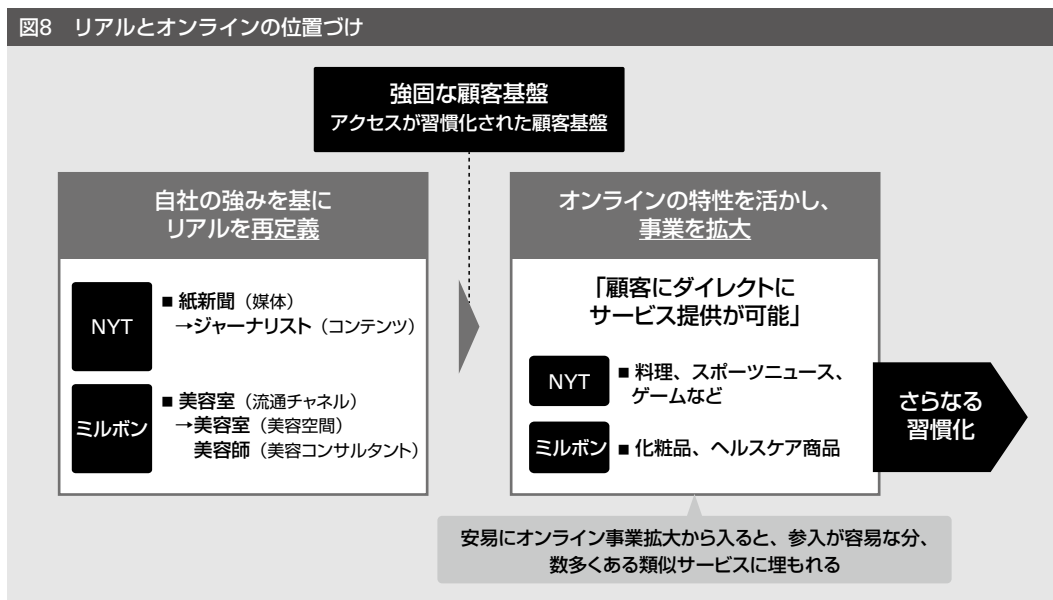 図8 リアルとオンラインの位置づけ
強固な顧客基盤
アクセスが習慣化された顧客基盤
自社の強みを基に
リアルを再定義
NYT
■ 紙新聞（媒体）
→ジャーナリスト（コンテンツ）
ミルボン
■ 美容室（流通チャネル）
→美容室（美容空間）
美容師（美容コンサルタント）
オンラインの特性を活かし、
事業を拡大
「顧客にダイレクトに
サービス提供が可能」
NYT
■ 料理、スポーツニュース、
ゲームなど
ミルボン
■ 化粧品、ヘルスケア商品
さらなる
習慣化
安易にオンライン事業拡大から入ると、参入が容易な分、
数多くある類似サービスに埋もれる